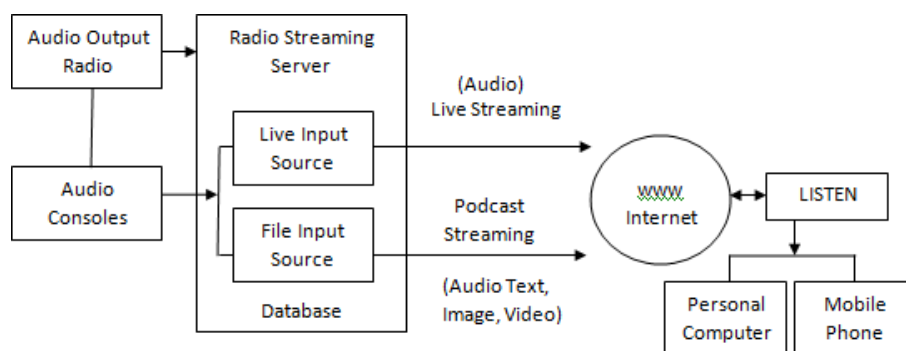 Audio Output
Radio
Radio Streaming
Server
(Audio)
Live Streaming
Live Input
Source
Audio
Consoles
File Input
Source
Database
Podcast
Streaming
(Audio Text,
Image, Video)
WWW
Internet
LISTEN
Personal
Computer
Mobile
Phone